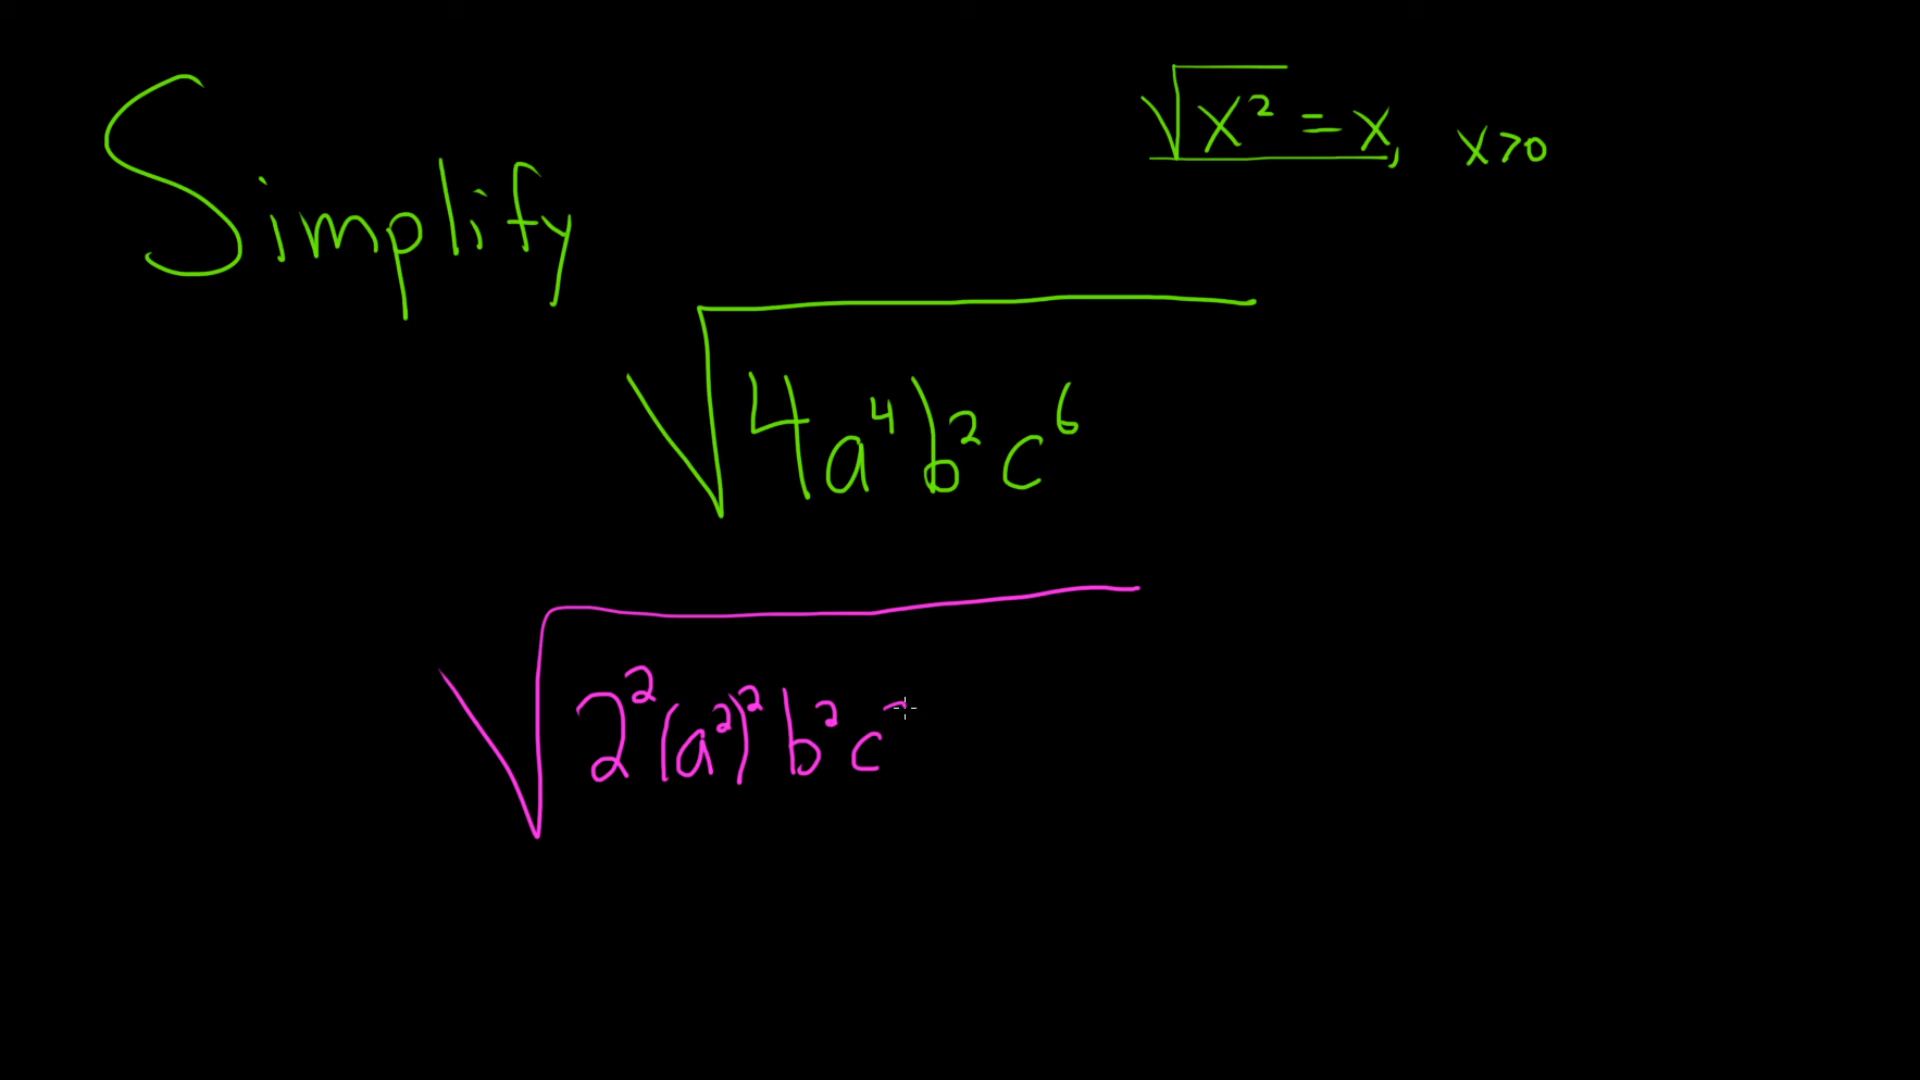 Simplify
√x² = x, x>0
√4a⁴b²c⁶
√2²(a²)²b²c